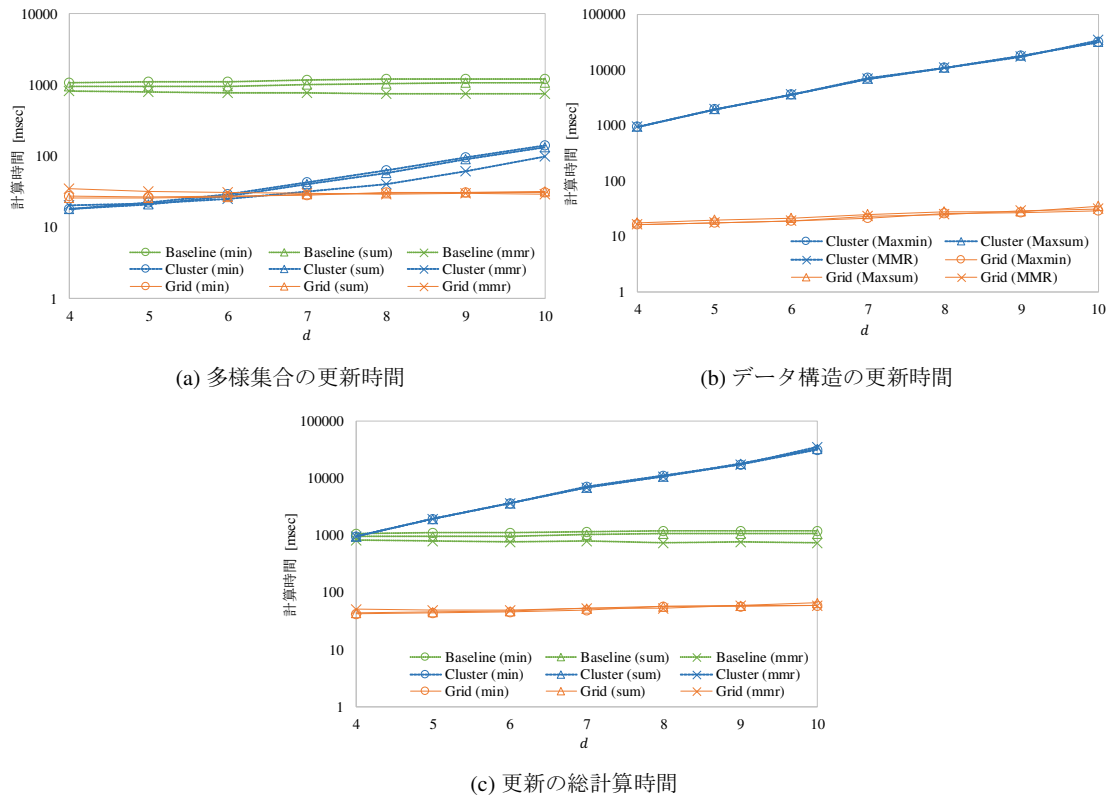 10000
1000
100
10
1
計算時間 [msec]
Baseline (min) Baseline (sum) Baseline (mmr)
Cluster (min) Cluster (sum) Cluster (mmr)
Grid (min) Grid (sum) Grid (mmr)
4 5 6 7 8 9 10
d
(a) 多様集合の更新時間
100000
10000
1000
100
10
1
計算時間 [msec]
Cluster (Maxmin) Cluster (Maxsum)
Cluster (MMR) Grid (Maxmin)
Grid (Maxsum) Grid (MMR)
4 5 6 7 8 9 10
d
(b) データ構造の更新時間
100000
10000
1000
100
10
1
計算時間 [msec]
Baseline (min) Baseline (sum) Baseline (mmr)
Cluster (min) Cluster (sum) Cluster (mmr)
Grid (min) Grid (sum) Grid (mmr)
4 5 6 7 8 9 10
d
(c) 更新の総計算時間